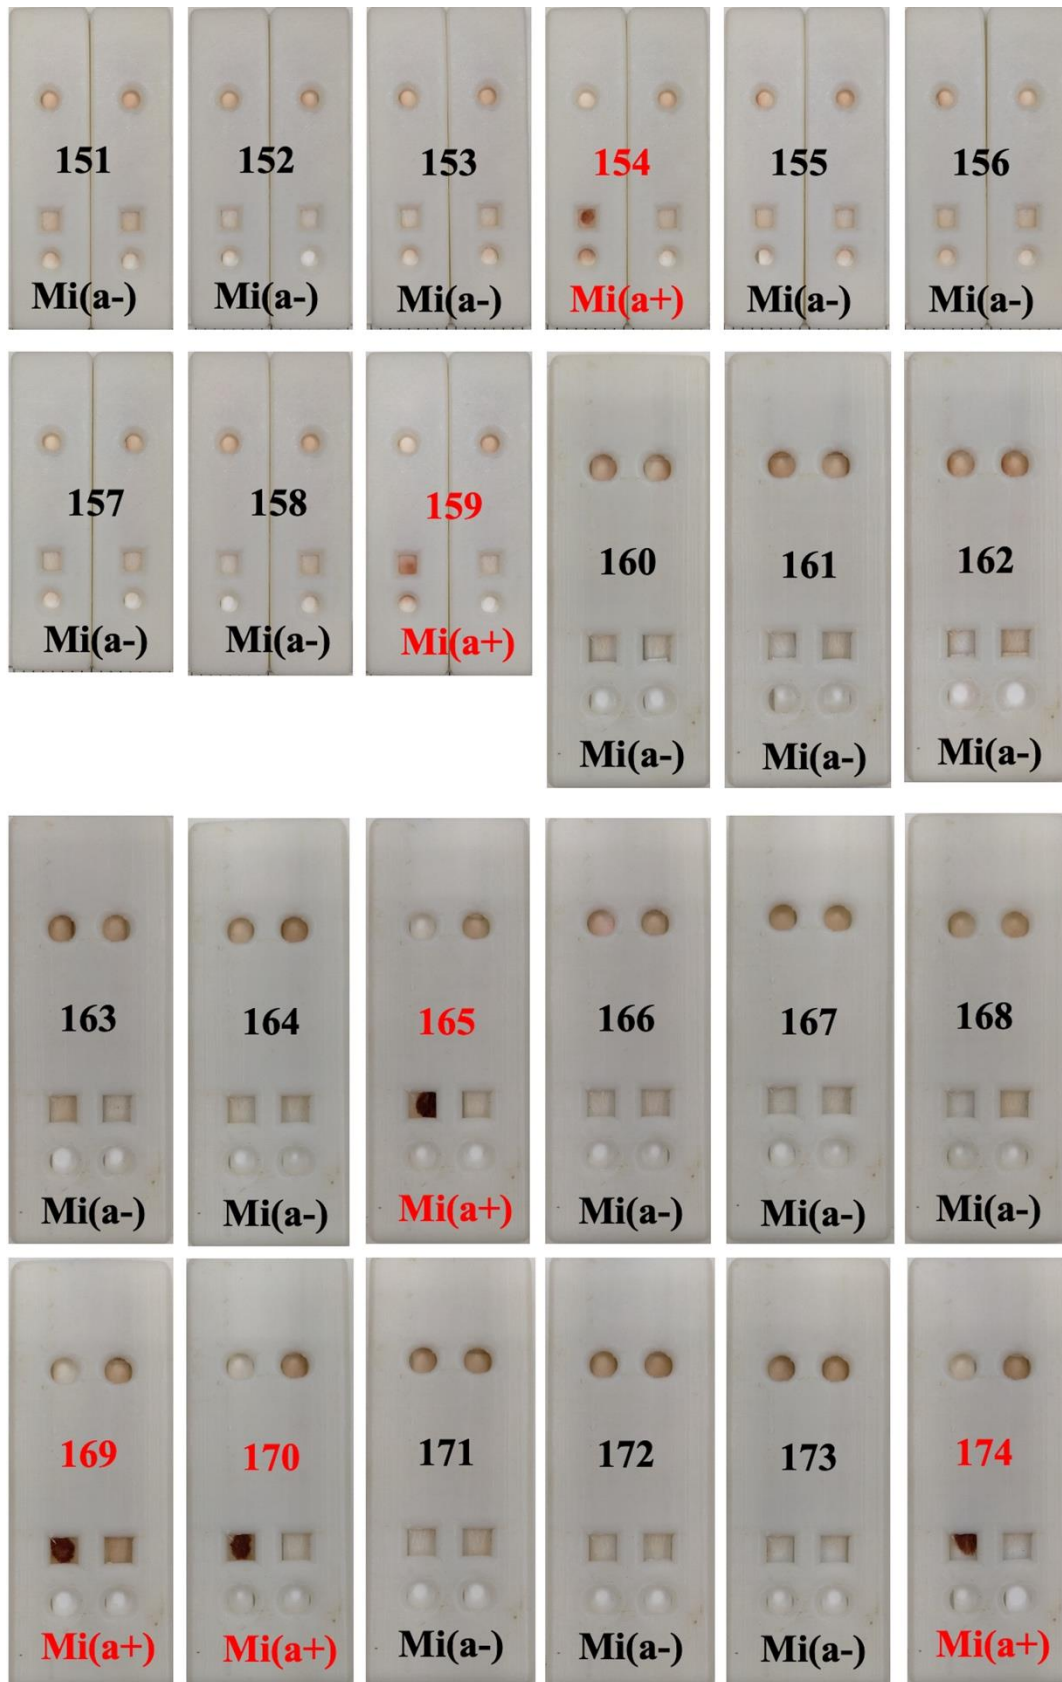 151 152 153 154 155 156
Mi(a-) Mi(a-) Mi(a-) Mi(a+) Mi(a-) Mi(a-)
157 158 159 160 161 162
Mi(a-) Mi(a-) Mi(a+) Mi(a-) Mi(a-) Mi(a-)
163 164 165 166 167 168
Mi(a-) Mi(a-) Mi(a+) Mi(a-) Mi(a-) Mi(a-)
169 170 171 172 173 174
Mi(a+) Mi(a+) Mi(a-) Mi(a-) Mi(a-) Mi(a+)